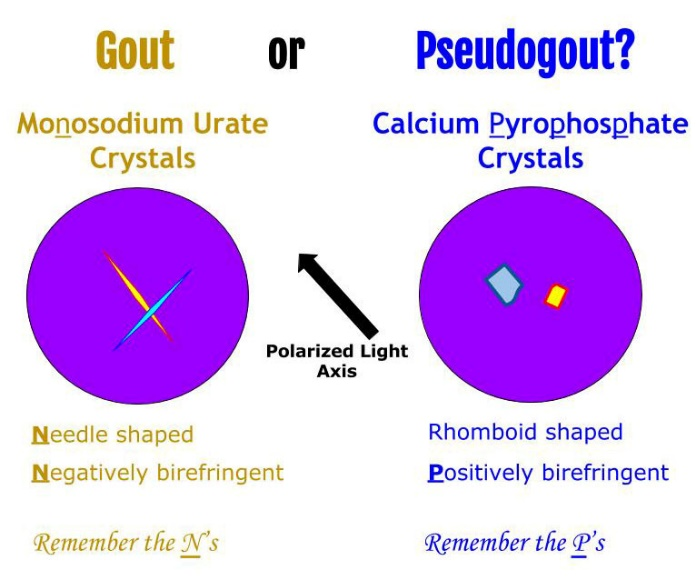 Gout or Pseudogout?
Monosodium Urate
Crystals
Calcium Pyrophosphate
Crystals
Polarized Light
Axis
Needle shaped
Negatively birefringent
Remember the N's
Rhomboid shaped
Positively birefringent
Remember the P's